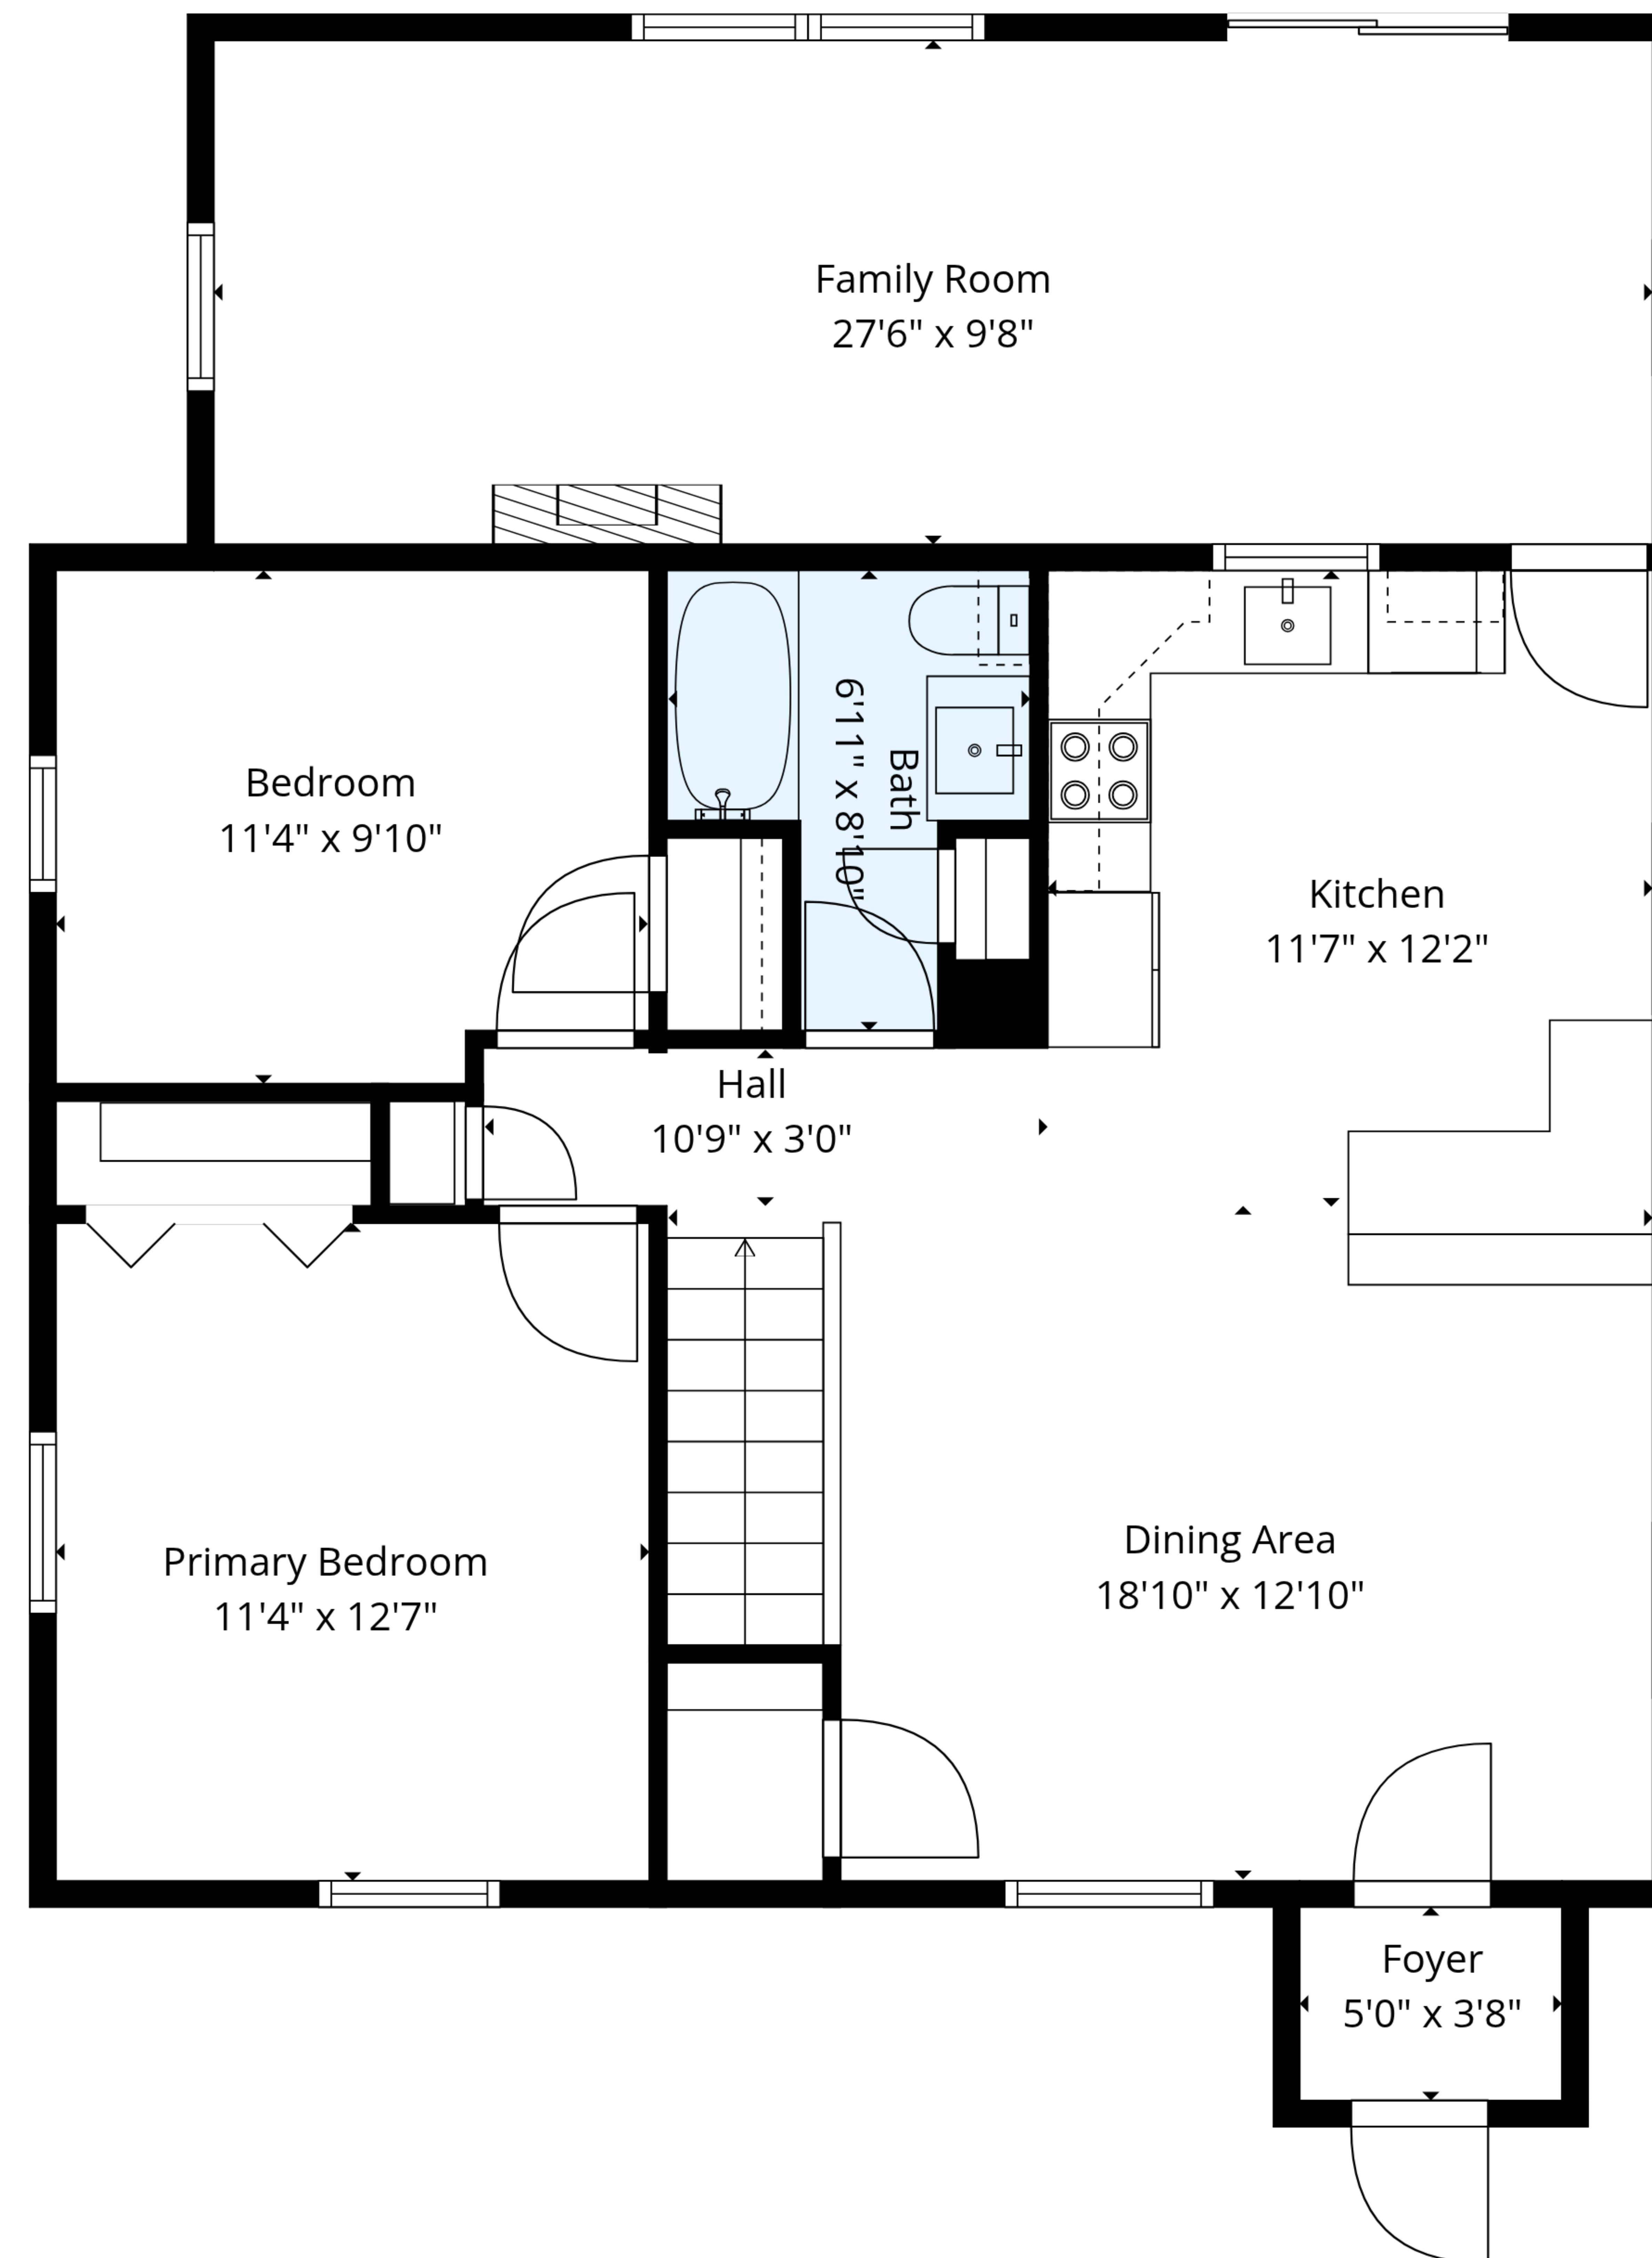 Family Room
27'6" x 9'8"
Bedroom
11'4" x 9'10"
Bath
6'11" x 8'10"
Kitchen
11'7" x 12'2"
Hall
10'9" x 3'0"
Primary Bedroom
11'4" x 12'7"
Dining Area
18'10" x 12'10"
Foyer
5'0" x 3'8"